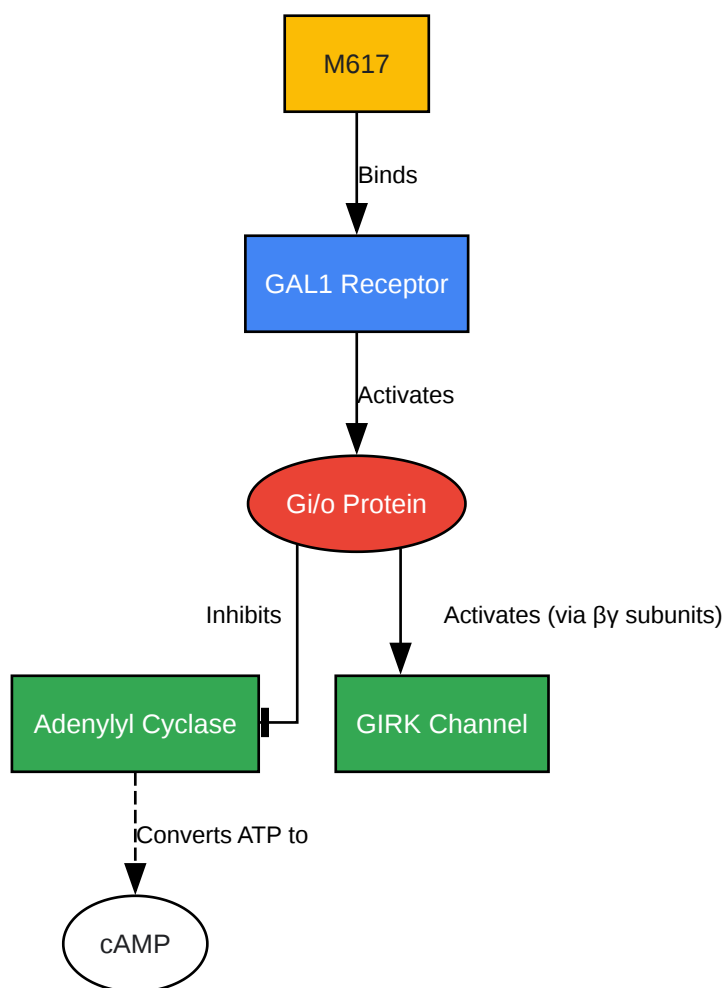 M617
Binds
GAL1 Receptor
Activates
Gi/o Protein
Inhibits
Activates (via βγ subunits)
Adenylyl Cyclase
GIRK Channel
Converts ATP to
cAMP